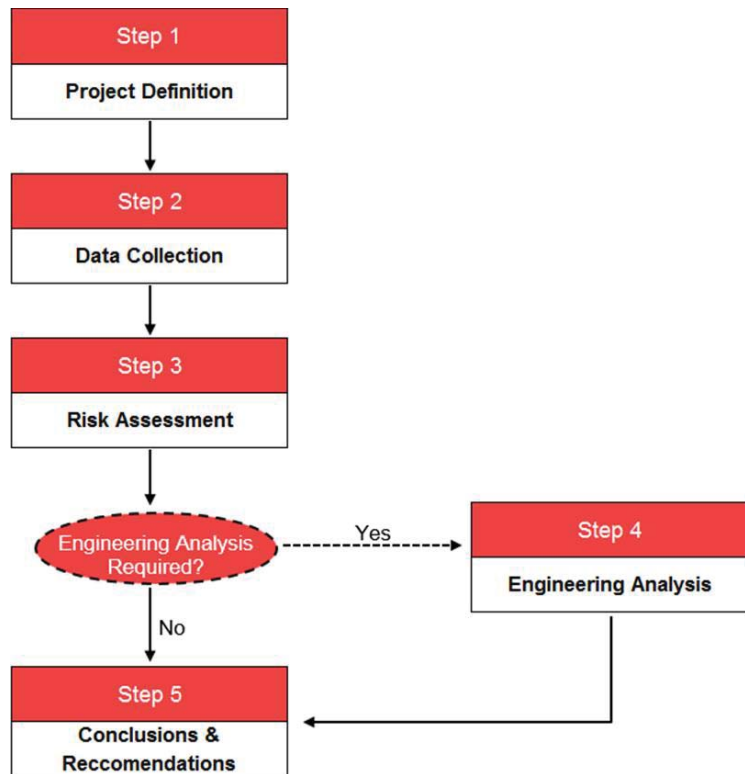 Step 1
Project Definition
Step 2
Data Collection
Step 3
Risk Assessment
Engineering Analysis
Required?
Yes
Step 4
Engineering Analysis
No
Step 5
Conclusions &
Reccomendations